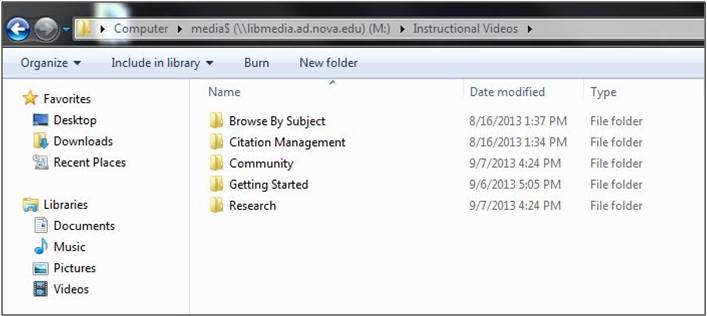 Computer media$ (\\libmedia.ad.nova.edu) (M:) Instructional Videos
Organize Include in library Burn New folder
Favorites
Desktop
Downloads
Recent Places
Libraries
Documents
Music
Pictures
Videos
Name Date modified Type
Browse By Subject 8/16/2013 1:37 PM File folder
Citation Management 8/16/2013 1:34 PM File folder
Community 9/7/2013 4:24 PM File folder
Getting Started 9/6/2013 5:05 PM File folder
Research 9/7/2013 4:24 PM File folder